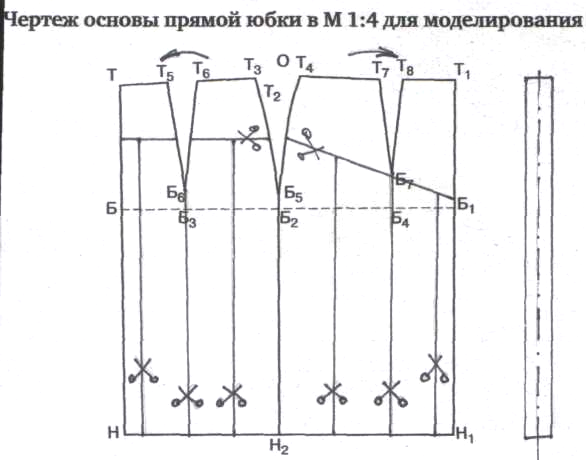 Чертеж основы прямой юбки в М 1:4 для моделирования
Т Т5 Т6 Т3 О Т4 Т7 Т8 Т1
Т2
Б6 Б5 Б7
Б Б3 Б2 Б4 Б1
Н Н2 Н1